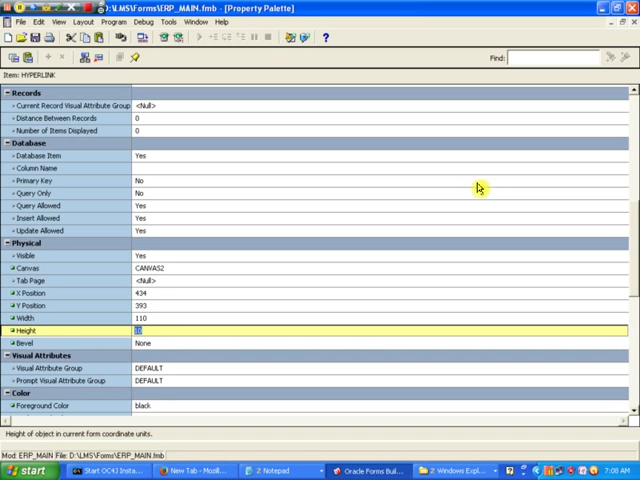 D:\LMS\Forms\ERP_MAIN.fmb - [Property Palette]
File Edit View Layout Program Debug Tools Window Help
Find:
Item: HYPERLINK
Records
Current Record Visual Attribute Group <Null>
Distance Between Records 0
Number of Items Displayed 0
Database
Database Item Yes
Column Name
Primary Key No
Query Only No
Query Allowed Yes
Insert Allowed Yes
Update Allowed Yes
Physical
Visible Yes
Canvas CANVAS2
Tab Page <Null>
X Position 434
Y Position 393
Width 110
Height 10
Bevel None
Visual Attributes
Visual Attribute Group DEFAULT
Prompt Visual Attribute Group DEFAULT
Color
Foreground Color black
Height of object in current form coordinate units.
Mod: ERP_MAIN File: D:\LMS\Forms\ERP_MAIN.fmb
start Start OC4J Insta... New Tab - Mozill... 2 Notepad Oracle Forms Buil... 2 Windows Expl... 7:08 AM